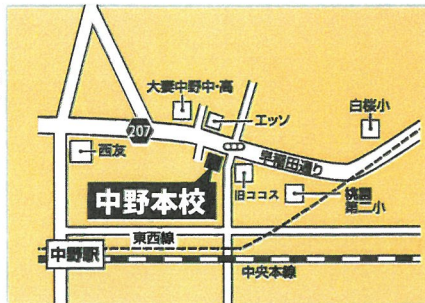 大妻中野中・高
エッソ
白桜小
207
西友
早稲田通り
中野本校
旧ココス
桃園
第二小
東西線
中野駅
中央本線